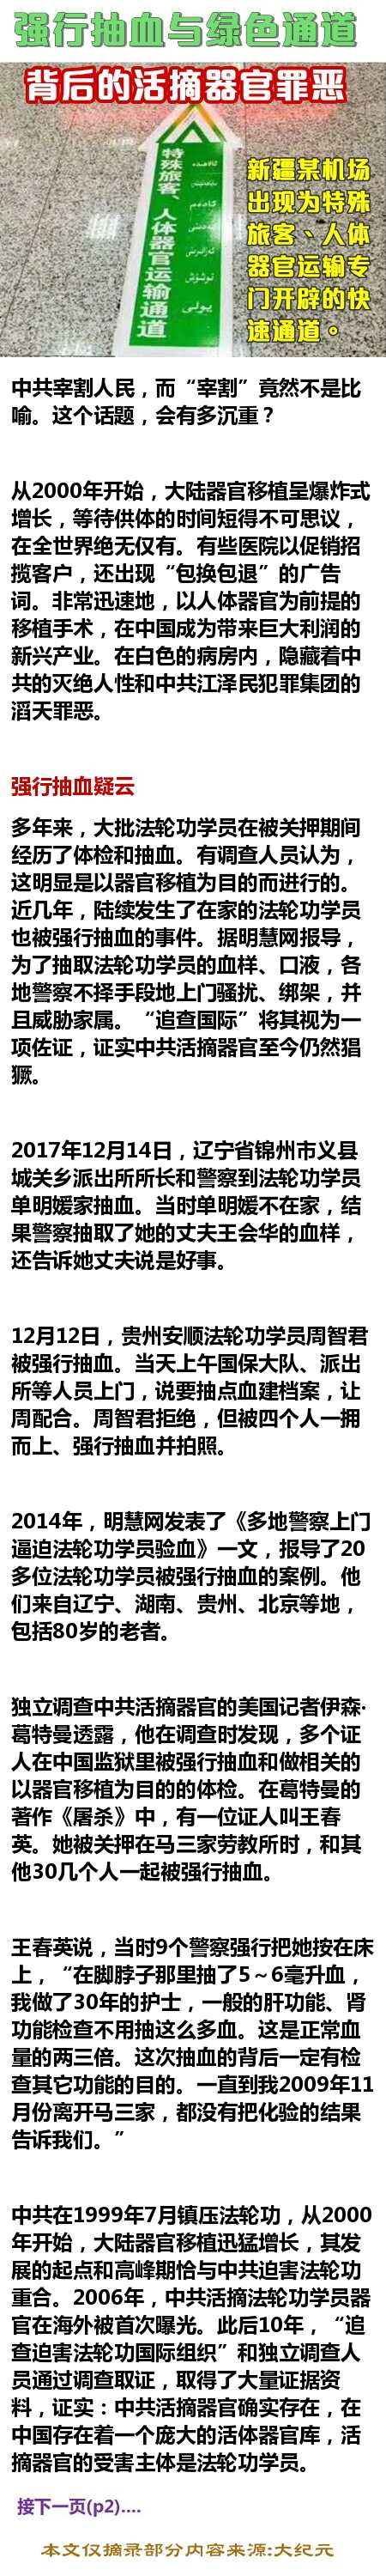 强行抽血与绿色通道
背后的活摘器官罪恶
特殊旅客、人体器官运输通道
新疆某机场
出现为特殊
旅客、人体
器官运输专
门开辟的快
速通道。
中共宰割人民，而“宰割”竟然不是比
喻。这个话题，会有多沉重？
从2000年开始，大陆器官移植呈爆炸式
增长，等待供体的时间短得不可思议，
在全世界绝无仅有。有些医院以促销招
揽客户，还出现“包换包退”的广告
词。非常迅速地，以人体器官为前提的
移植手术，在中国成为带来巨大利润的
新兴产业。在白色的病房内，隐藏着中
共的灭绝人性和中共江泽民犯罪集团的
滔天罪恶。
强行抽血疑云
多年来，大批法轮功学员在被关押期间
经历了体检和抽血。有调查人员认为，
这明显是以器官移植为目的而进行的。
近几年，陆续发生了在家的法轮功学员
也被强行抽血的事件。据明慧网报导，
为了抽取法轮功学员的血样、口液，各
地警察不择手段地上门骚扰、绑架，并
且威胁家属。“追查国际”将其视为一
项佐证，证实中共活摘器官至今仍然猖
獗。
2017年12月14日，辽宁省锦州市义县
城关乡派出所所长和警察到法轮功学员
单明媛家抽血。当时单明媛不在家，结
果警察抽取了她的丈夫王会华的血样，
还告诉她丈夫说是好事。
12月12日，贵州安顺法轮功学员周智君
被强行抽血。当天上午国保大队、派出
所等人员上门，说要抽点血建档案，让
周配合。周智君拒绝，但被四个人一拥
而上、强行抽血并拍照。
2014年，明慧网发表了《多地警察上门
逼迫法轮功学员验血》一文，报导了20
多位法轮功学员被强行抽血的案例。他
们来自辽宁、湖南、贵州、北京等地，
包括80岁的老者。
独立调查中共活摘器官的美国记者伊森·
葛特曼透露，他在调查时发现，多个证
人在中国监狱里被强行抽血和做相关的
以器官移植为目的的体检。在葛特曼的
著作《屠杀》中，有一位证人叫王春
英。她被关押在马三家劳教所时，和其
他30几个人一起被强行抽血。
王春英说，当时9个警察强行把她按在床
上，“在脚脖子那里抽了5～6毫升血，
我做了30年的护士，一般的肝功能、肾
功能检查不用抽这么多血。这是正常血
量的两三倍。这次抽血的背后一定有检
查其它功能的目的。一直到我2009年11
月份离开马三家，都没有把化验的结果
告诉我们。”
中共在1999年7月镇压法轮功，从2000
年开始，大陆器官移植迅猛增长，其发
展的起点和高峰期恰与中共迫害法轮功
重合。2006年，中共活摘法轮功学员器
官在海外被首次曝光。此后10年，“追
查迫害法轮功国际组织”和独立调查人
员通过调查取证，取得了大量证据资
料，证实：中共活摘器官确实存在，在
中国存在着一个庞大的活体器官库，活
摘器官的受害主体是法轮功学员。
接下一页(p2)....
本文仅摘录部分内容来源:大纪元